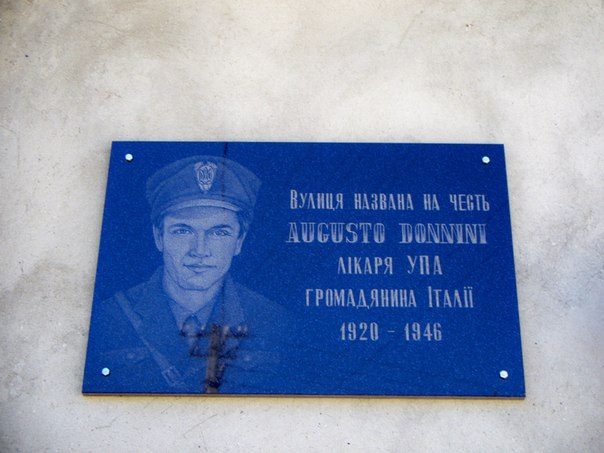 Вулиця названа на честь
AUGUSTO DONNINI
лікаря УПА
громадянина Італії
1920 - 1946